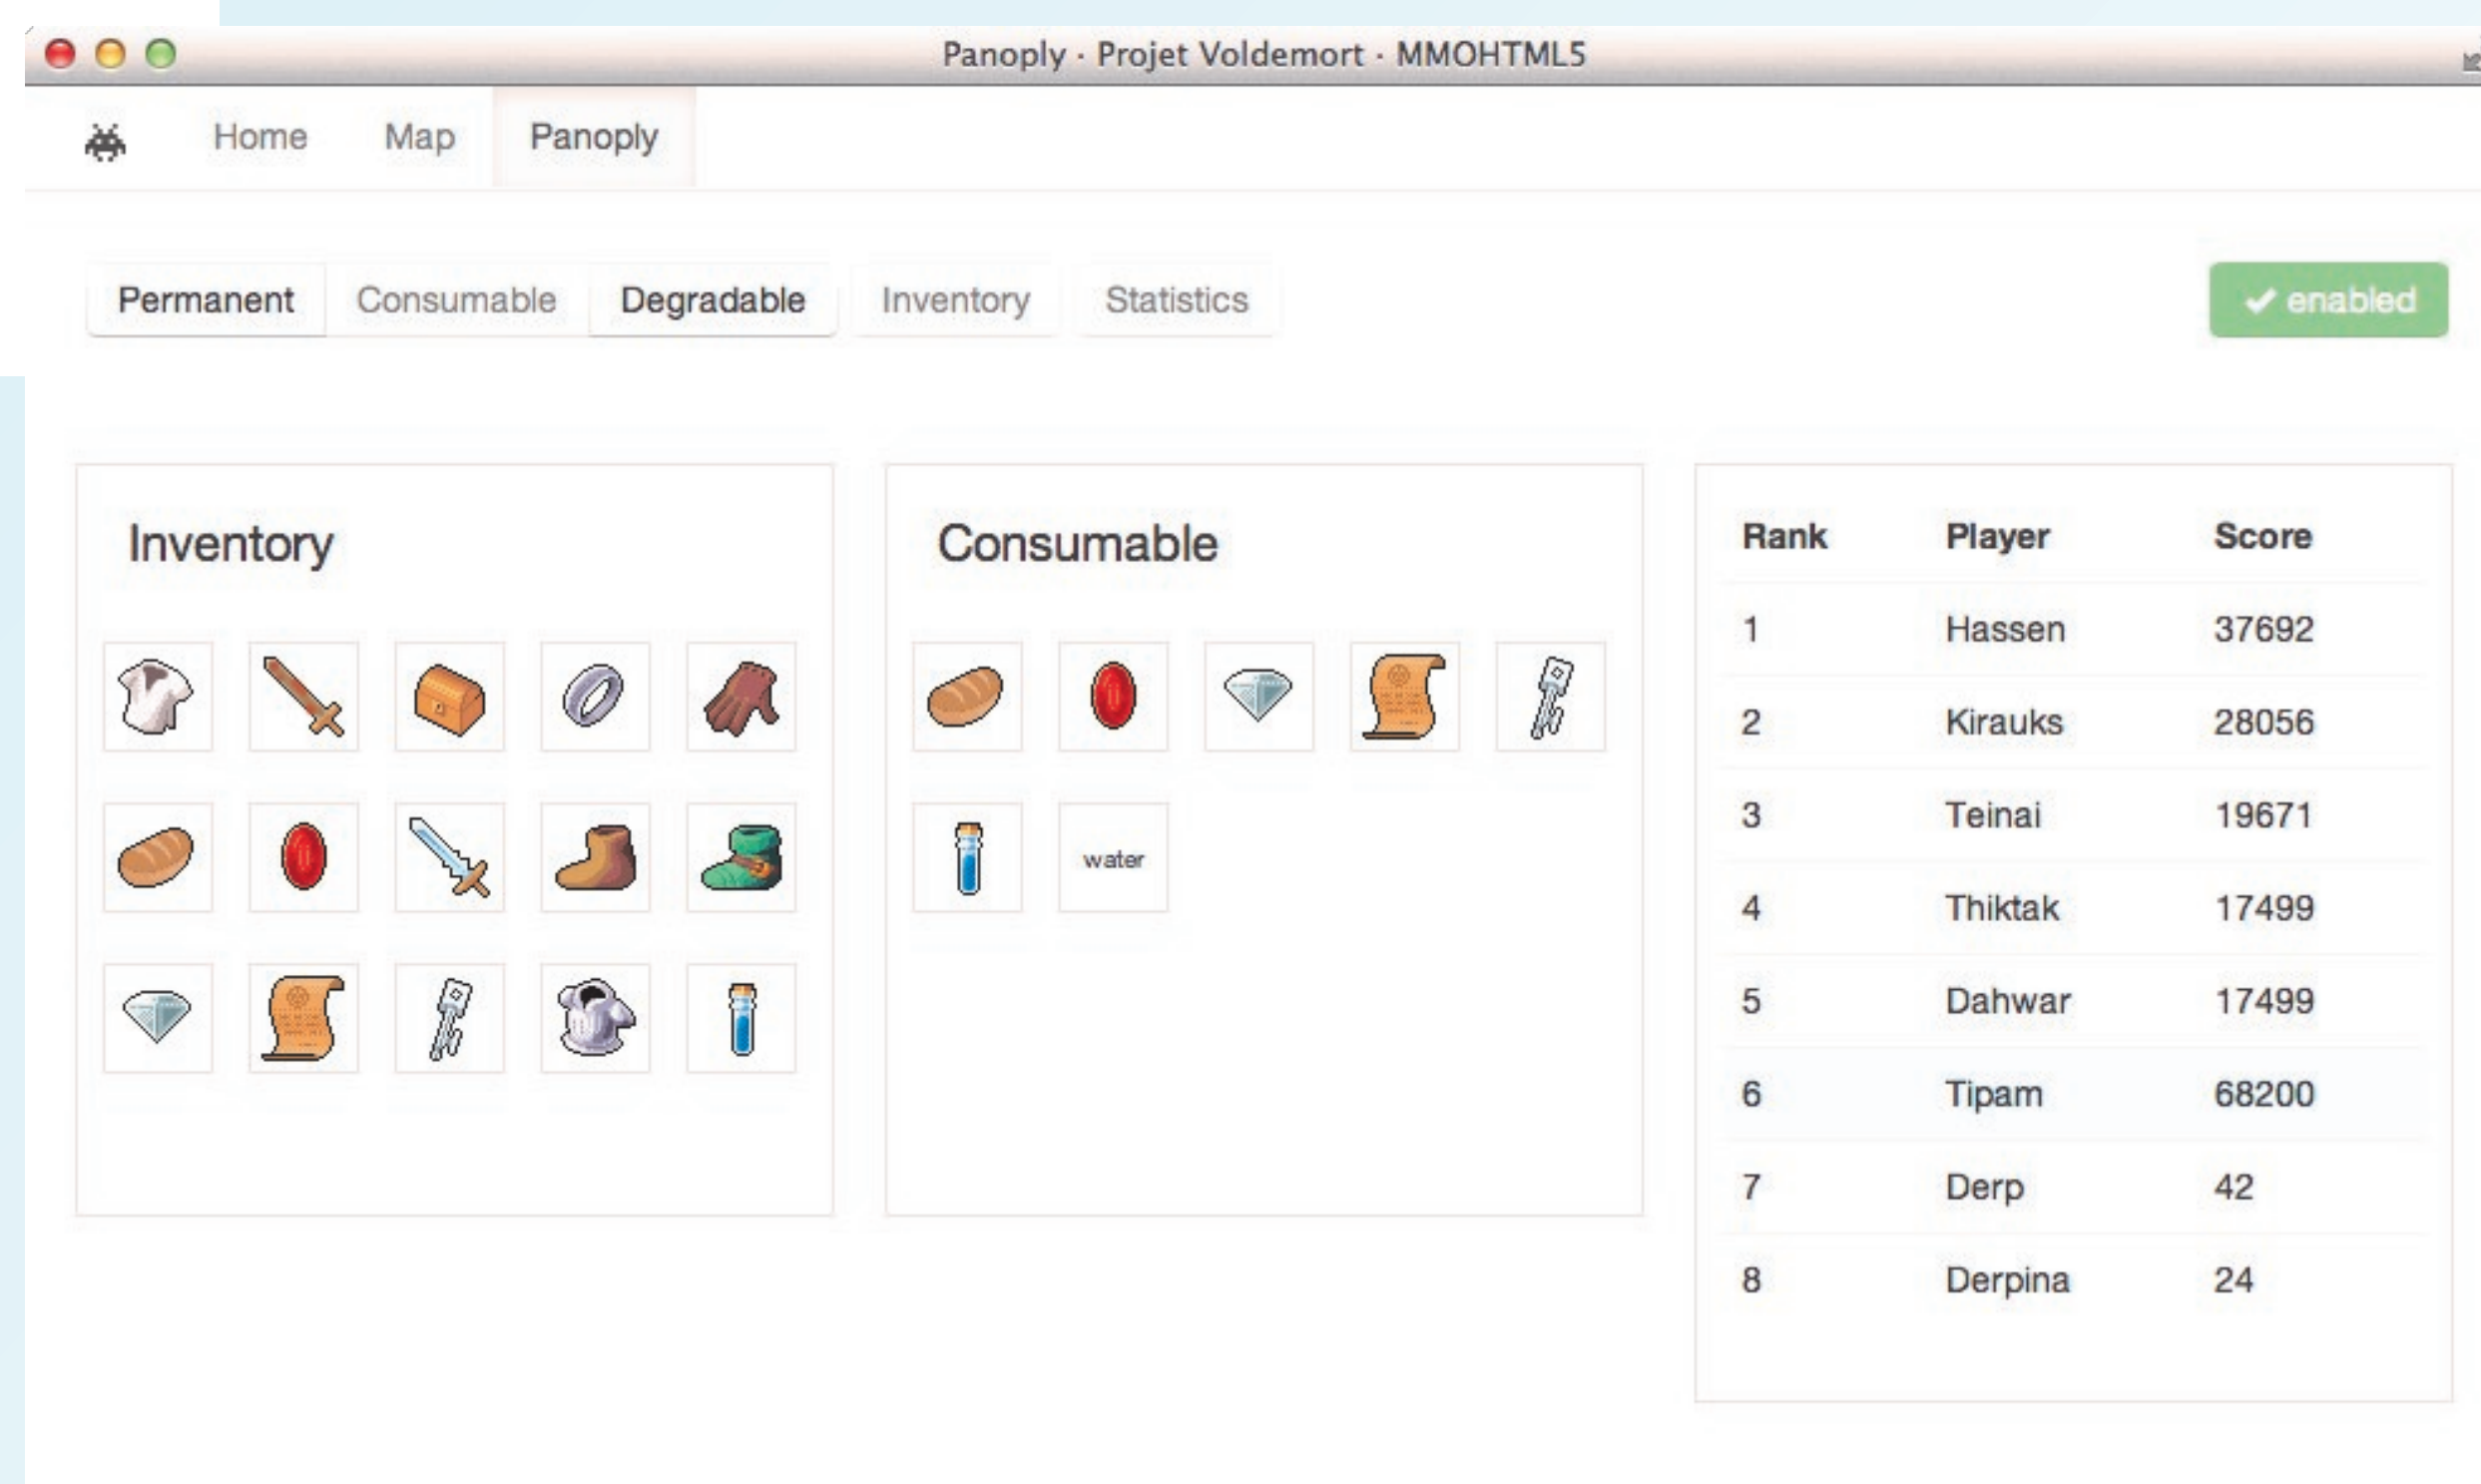 Panoply · Projet Voldemort · MMOHTML5
Home Map Panoply
Permanent Consumable Degradable Inventory Statistics ✔ enabled
Inventory
Consumable
water
Rank Player Score
1 Hassen 37692
2 Kirauks 28056
3 Teinai 19671
4 Thiktak 17499
5 Dahwar 17499
6 Tipam 68200
7 Derp 42
8 Derpina 24